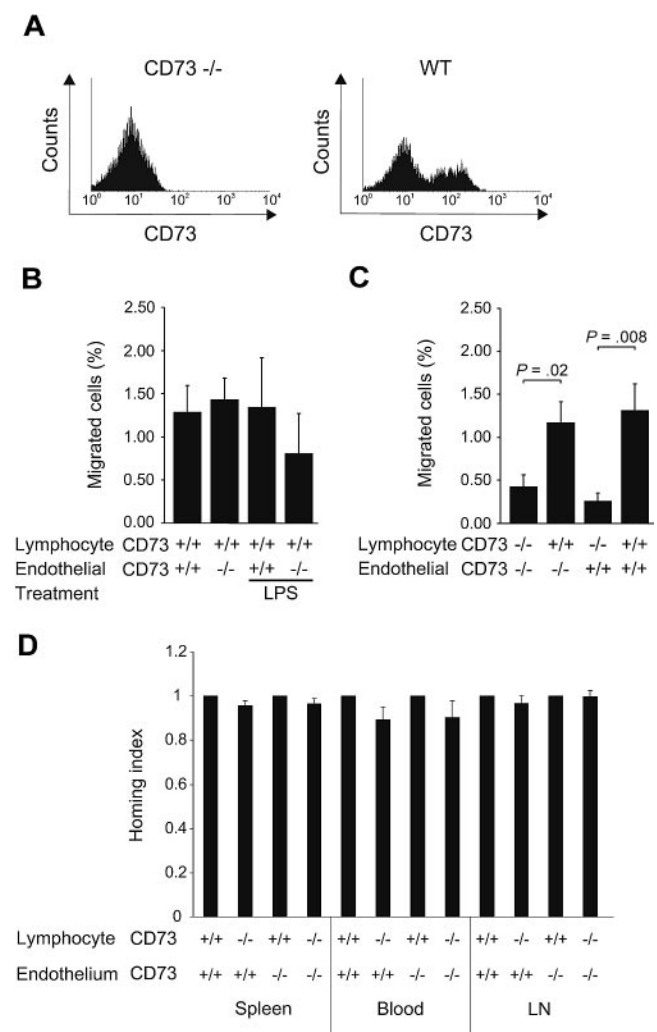 A
CD73 -/- WT
Counts Counts
10⁰ 10¹ 10² 10³ 10⁴ 10⁰ 10¹ 10² 10³ 10⁴
CD73 CD73
B
Migrated cells (%)
2.50
2.00
1.50
1.00
0.50
0.00
Lymphocyte CD73 +/+ +/+ +/+ +/+
Endothelial CD73 +/+ -/- +/+ -/-
Treatment LPS
C
Migrated cells (%)
2.50
2.00
1.50
1.00
0.50
0.00
P = .02
P = .008
Lymphocyte CD73 -/- +/+ -/- +/+
Endothelial CD73 -/- -/- +/+ +/+
D
Homing index
1.2
1
0.8
0.6
0.4
0.2
0
Lymphocyte CD73 +/+ -/- +/+ -/- +/+ -/- +/+ -/- +/+ -/- +/+ -/-
Endothelium CD73 +/+ +/+ -/- -/- +/+ +/+ -/- -/- +/+ +/+ -/- -/-
Spleen Blood LN